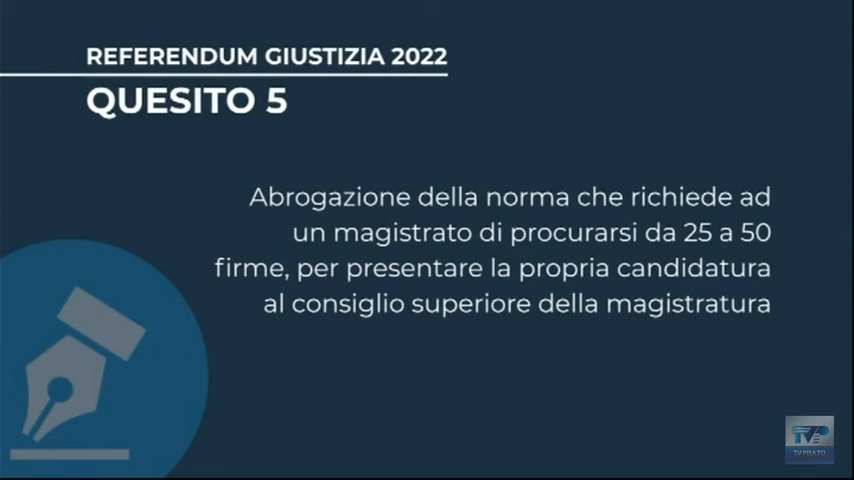 REFERENDUM GIUSTIZIA 2022
QUESITO 5
Abrogazione della norma che richiede ad
un magistrato di procurarsi da 25 a 50
firme, per presentare la propria candidatura
al consiglio superiore della magistratura
TVP
TV PRATO